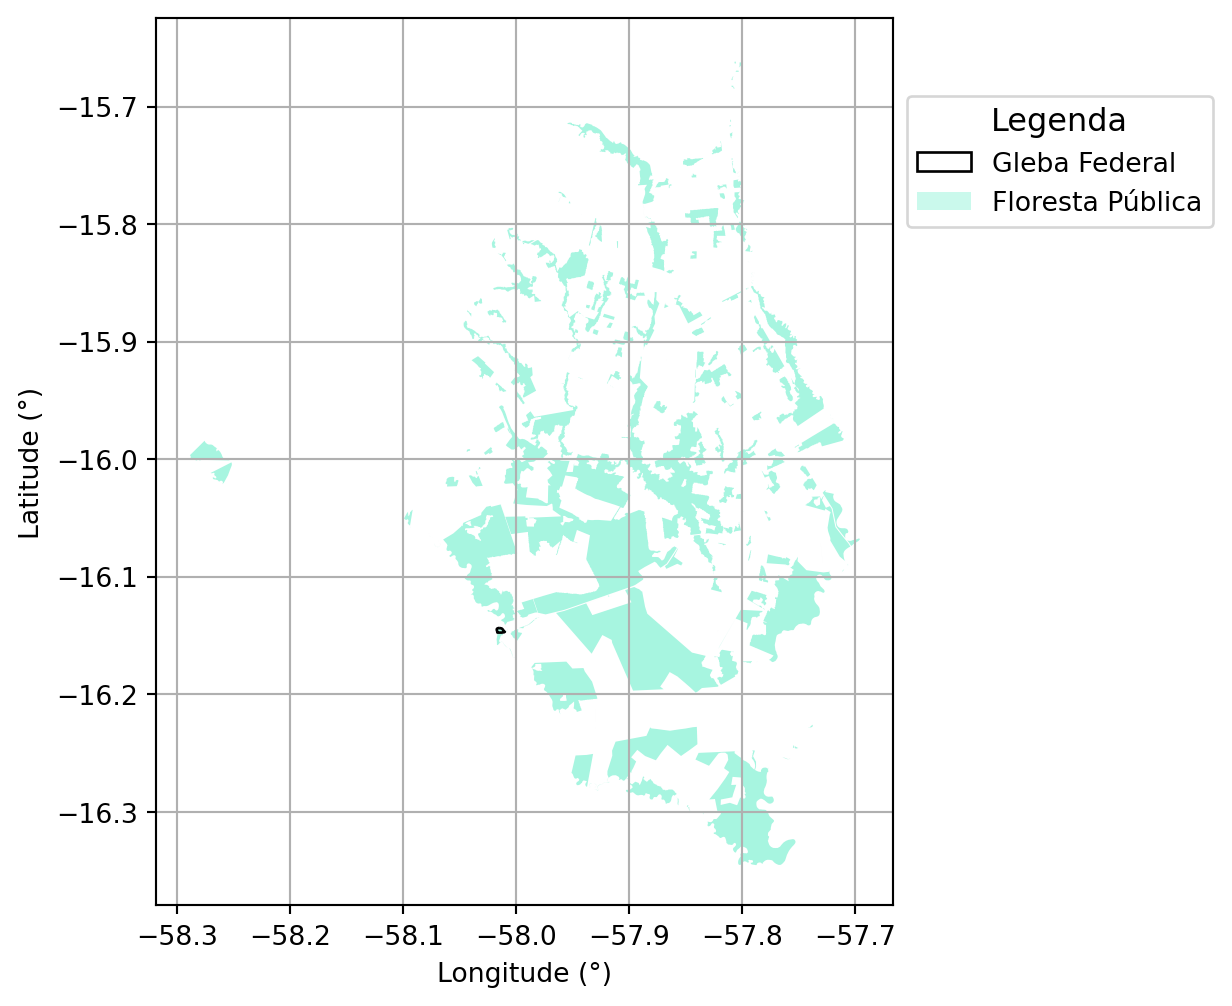 −15.7
−15.8
−15.9
−16.0
−16.1
−16.2
−16.3
Latitude (°)
−58.3 −58.2 −58.1 −58.0 −57.9 −57.8 −57.7
Longitude (°)
Legenda
Gleba Federal
Floresta Pública